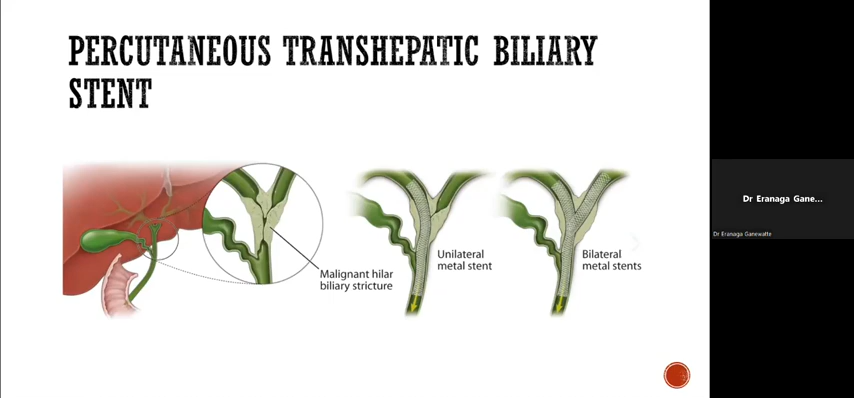 PERCUTANEOUS TRANSHEPATIC BILIARY
STENT
Malignant hilar
biliary stricture
Unilateral
metal stent
Bilateral
metal stents
Dr Eranaga Gane...
Dr Eranaga Ganewatte